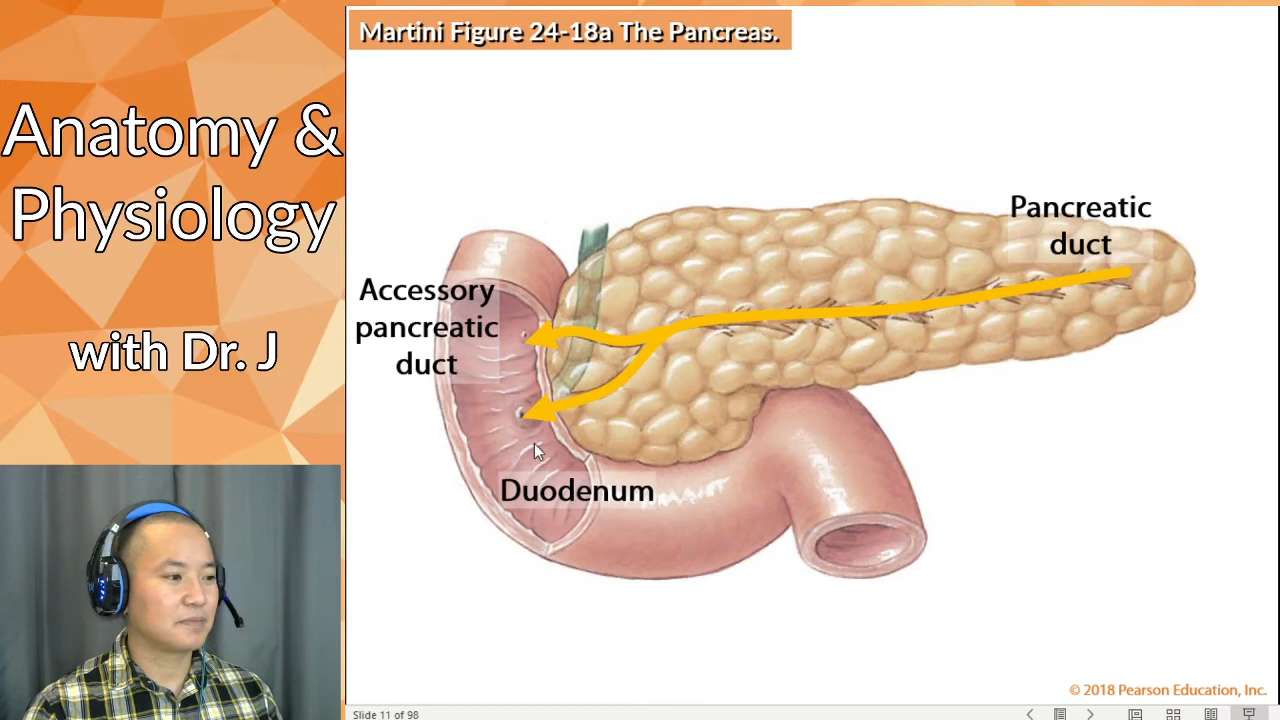 Martini Figure 24-18a The Pancreas.
Anatomy &
Physiology
with Dr. J
Pancreatic
duct
Accessory
pancreatic
duct
Duodenum
© 2018 Pearson Education, Inc.
Slide 11 of 98